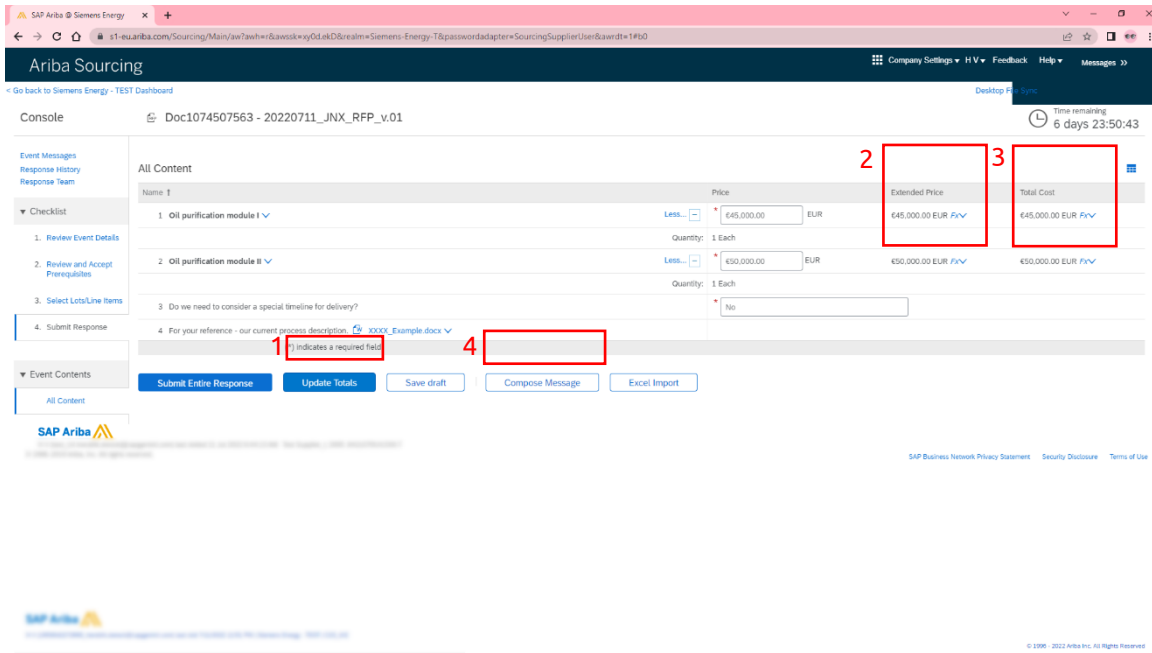 SAP Ariba @ Siemens Energy
s1-eu.ariba.com/Sourcing/Main/aw?awh=r&awssk=xy0d.ekD&realm=Siemens-Energy-T&passwordadapter=SourcingSupplierUser&awrdt=1#b0
Ariba Sourcing
Company Settings H V Feedback Help Messages »
< Go back to Siemens Energy - TEST Dashboard Desktop File Sync
Console Doc1074507563 - 20220711_JNX_RFP_v.01 Time remaining
6 days 23:50:43
Event Messages
Response History
Response Team
2 3
All Content
Name ↑ Price Extended Price Total Cost
▼ Checklist
1 Oil purification module I Less... − * €45,000.00 EUR €45,000.00 EUR Fx €45,000.00 EUR Fx
1. Review Event Details
Quantity: 1 Each
2. Review and Accept Prerequisites
2 Oil purification module II Less... − * €50,000.00 EUR €50,000.00 EUR Fx €50,000.00 EUR Fx
Quantity: 1 Each
3. Select Lots/Line Items
3 Do we need to consider a special timeline for delivery? * No
4. Submit Response
4 For your reference - our current process description. XXXX_Example.docx
1 (*) indicates a required field 4
▼ Event Contents
All Content
Submit Entire Response Update Totals Save draft Compose Message Excel Import
SAP Ariba
SAP Business Network Privacy Statement Security Disclosure Terms of Use
SAP Ariba
© 1996 - 2022 Ariba Inc. All Rights Reserved